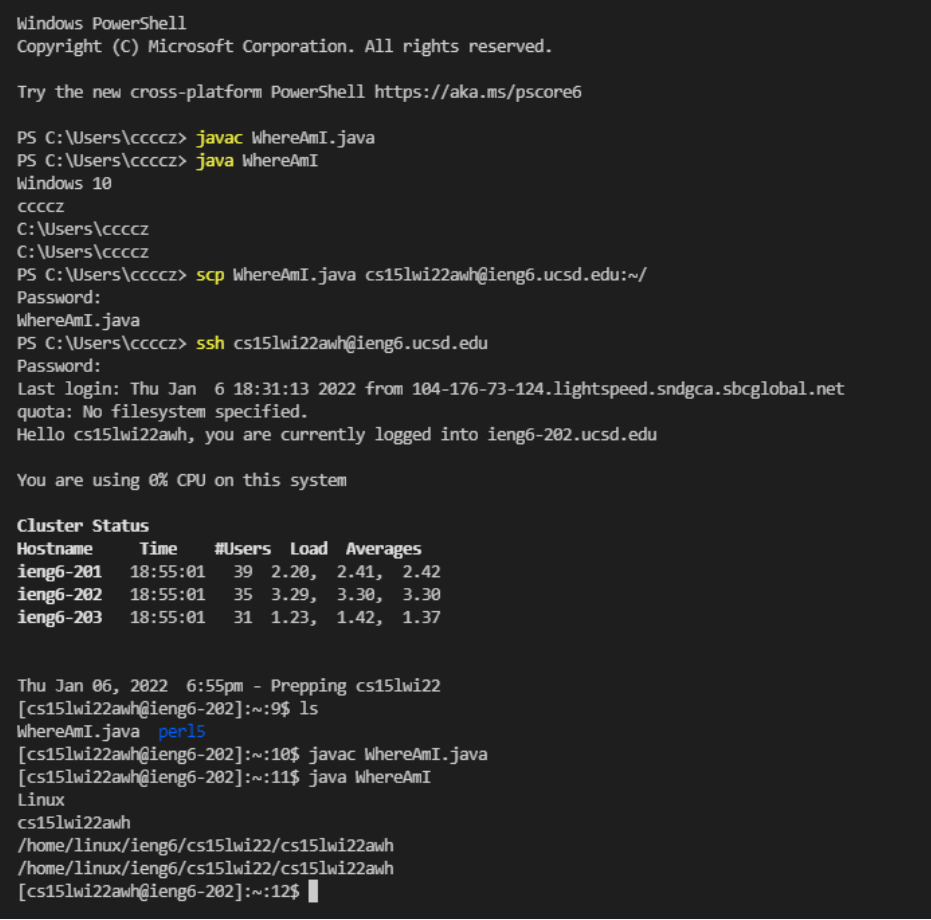 Windows PowerShell
Copyright (C) Microsoft Corporation. All rights reserved.
Try the new cross-platform PowerShell https://aka.ms/pscore6
PS C:\Users\ccccz> javac WhereAmI.java
PS C:\Users\ccccz> java WhereAmI
Windows 10
ccccz
C:\Users\ccccz
C:\Users\ccccz
PS C:\Users\ccccz> scp WhereAmI.java cs15lwi22awh@ieng6.ucsd.edu:~/
Password:
WhereAmI.java
PS C:\Users\ccccz> ssh cs15lwi22awh@ieng6.ucsd.edu
Password:
Last login: Thu Jan  6 18:31:13 2022 from 104-176-73-124.lightspeed.sndgca.sbcglobal.net
quota: No filesystem specified.
Hello cs15lwi22awh, you are currently logged into ieng6-202.ucsd.edu
You are using 0% CPU on this system
Cluster Status
Hostname     Time    #Users  Load  Averages
ieng6-201   18:55:01   39  2.20,  2.41,  2.42
ieng6-202   18:55:01   35  3.29,  3.30,  3.30
ieng6-203   18:55:01   31  1.23,  1.42,  1.37
Thu Jan 06, 2022  6:55pm - Prepping cs15lwi22
[cs15lwi22awh@ieng6-202]:~:9$ ls
WhereAmI.java  perl5
[cs15lwi22awh@ieng6-202]:~:10$ javac WhereAmI.java
[cs15lwi22awh@ieng6-202]:~:11$ java WhereAmI
Linux
cs15lwi22awh
/home/linux/ieng6/cs15lwi22/cs15lwi22awh
/home/linux/ieng6/cs15lwi22/cs15lwi22awh
[cs15lwi22awh@ieng6-202]:~:12$